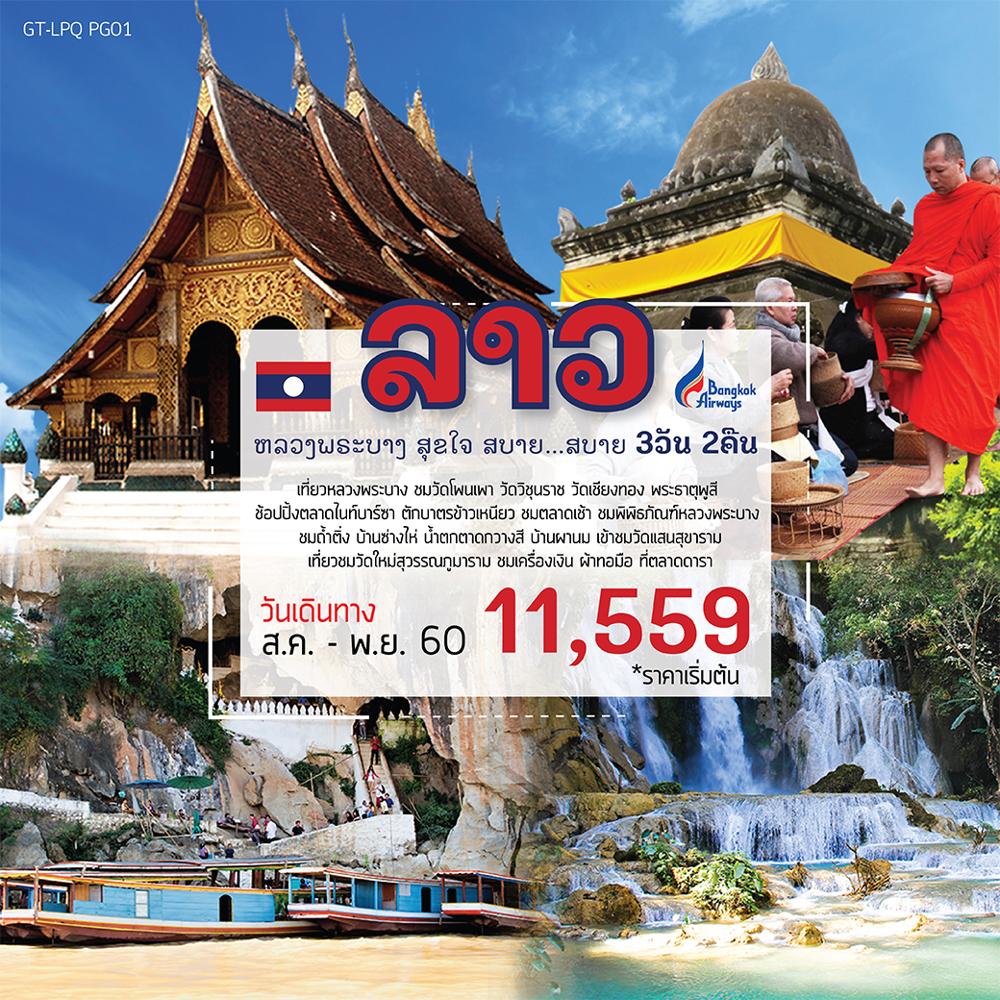 GT-LPQ PG01
ลาว
Bangkok
Airways
หลวงพระบาง สุขใจ สบาย...สบาย 3วัน 2คืน
เที่ยวหลวงพระบาง ชมวัดโพนเพา วัดวิชุนราช วัดเชียงทอง พระธาตุพูสี
ช้อปปิ้งตลาดไนท์บาร์ซา ตักบาตรข้าวเหนียว ชมตลาดเช้า ชมพิพิธภัณฑ์หลวงพระบาง
ชมถ้ำติ่ง บ้านซ่างไห่ น้ำตกตาดกวางสี บ้านผานม เข้าชมวัดแสนสุขาราม
เที่ยวชมวัดใหม่สุวรรณภูมาราม ชมเครื่องเงิน ผ้าทอมือ ที่ตลาดดารา
วันเดินทาง
ส.ค. - พ.ย. 60
11,559
*ราคาเริ่มต้น